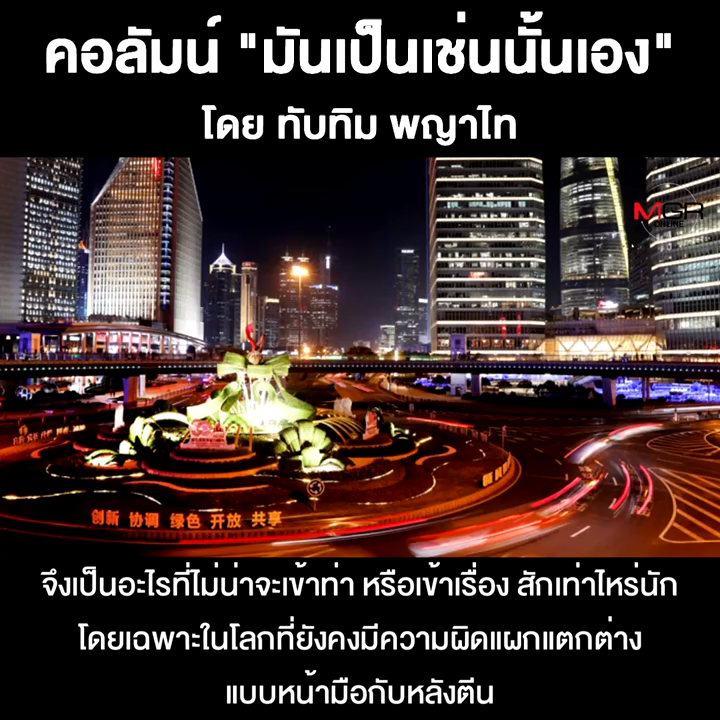 คอลัมน์ "มันเป็นเช่นนั้นเอง"
โดย ทับทิม พญาไท
MGR
ONLINE
创新 协调 绿色 开放 共享
จึงเป็นอะไรที่ไม่น่าจะเข้าท่า หรือเข้าเรื่อง สักเท่าไหร่นัก
โดยเฉพาะในโลกที่ยังคงมีความผิดแผกแตกต่าง
แบบหน้ามือกับหลังตีน